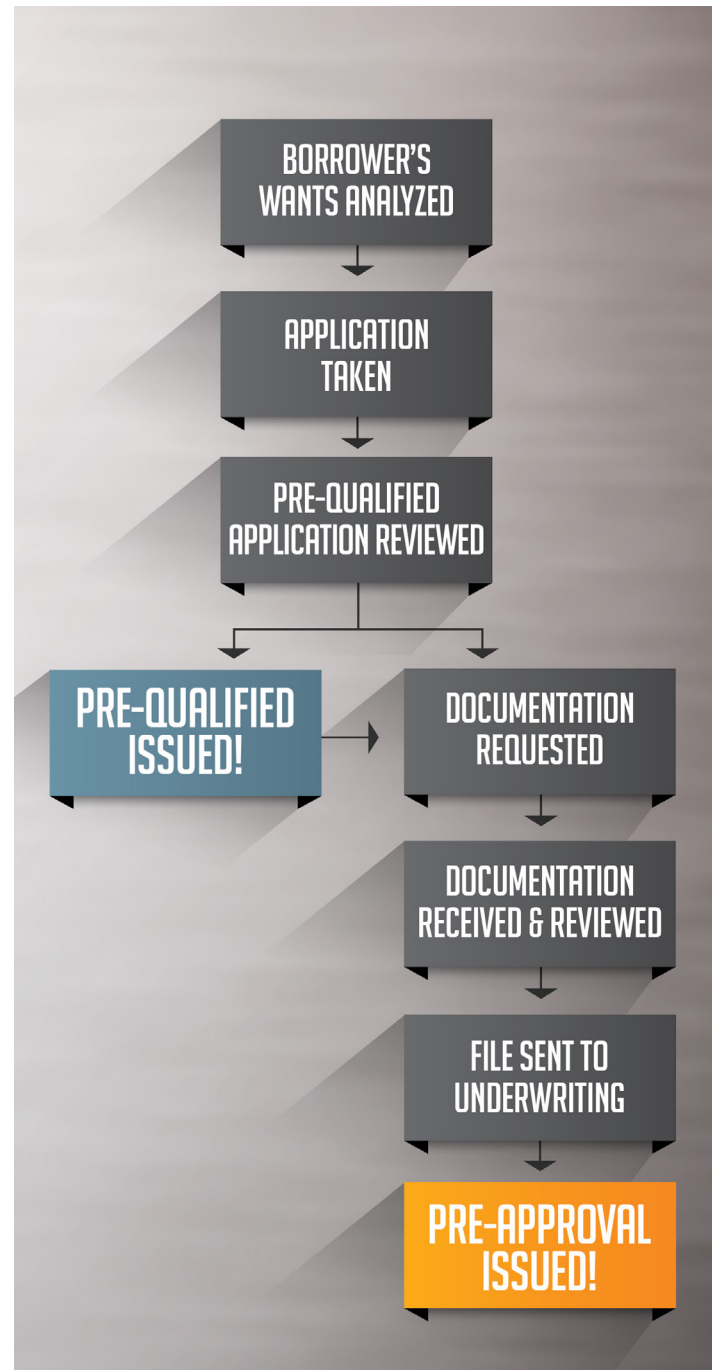 BORROWER'S
WANTS ANALYZED
APPLICATION
TAKEN
PRE-QUALIFIED
APPLICATION REVIEWED
PRE-QUALIFIED
ISSUED!
DOCUMENTATION
REQUESTED
DOCUMENTATION
RECEIVED & REVIEWED
FILE SENT TO
UNDERWRITING
PRE-APPROVAL
ISSUED!